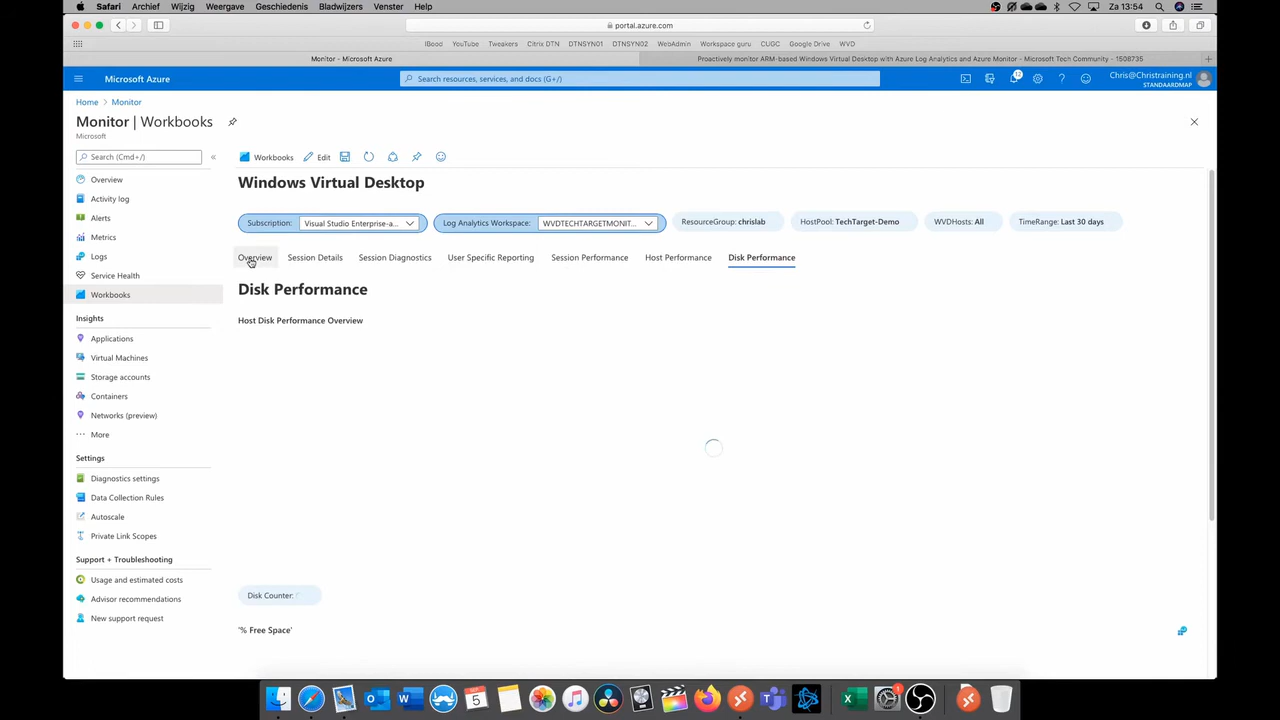 Safari Archief Wijzig Weergave Geschiedenis Bladwijzers Venster Help
Za 13:54
portal.azure.com
IBood YouTube Tweakers Citrix DTN DTNSYN01 DTNSYN02 WebAdmin Workspace guru CUGC Google Drive WVD
Monitor - Microsoft Azure
Proactively monitor ARM-based Windows Virtual Desktop with Azure Log Analytics and Azure Monitor - Microsoft Tech Community - 1508735
Microsoft Azure
Search resources, services, and docs (G+/)
12
Chris@Christraining.nl
STANDAARDMAP
Home > Monitor
Monitor | Workbooks
Microsoft
Search (Cmd+/)
Overview
Activity log
Alerts
Metrics
Logs
Service Health
Workbooks
Insights
Applications
Virtual Machines
Storage accounts
Containers
Networks (preview)
More
Settings
Diagnostics settings
Data Collection Rules
Autoscale
Private Link Scopes
Support + Troubleshooting
Usage and estimated costs
Advisor recommendations
New support request
Workbooks Edit
Windows Virtual Desktop
Subscription: Visual Studio Enterprise-a...
Log Analytics Workspace: WVDTECHTARGETMONIT...
ResourceGroup: chrislab
HostPool: TechTarget-Demo
WVDHosts: All
TimeRange: Last 30 days
Overview Session Details Session Diagnostics User Specific Reporting Session Performance Host Performance Disk Performance
Disk Performance
Host Disk Performance Overview
Disk Counter:
'% Free Space'
5
1